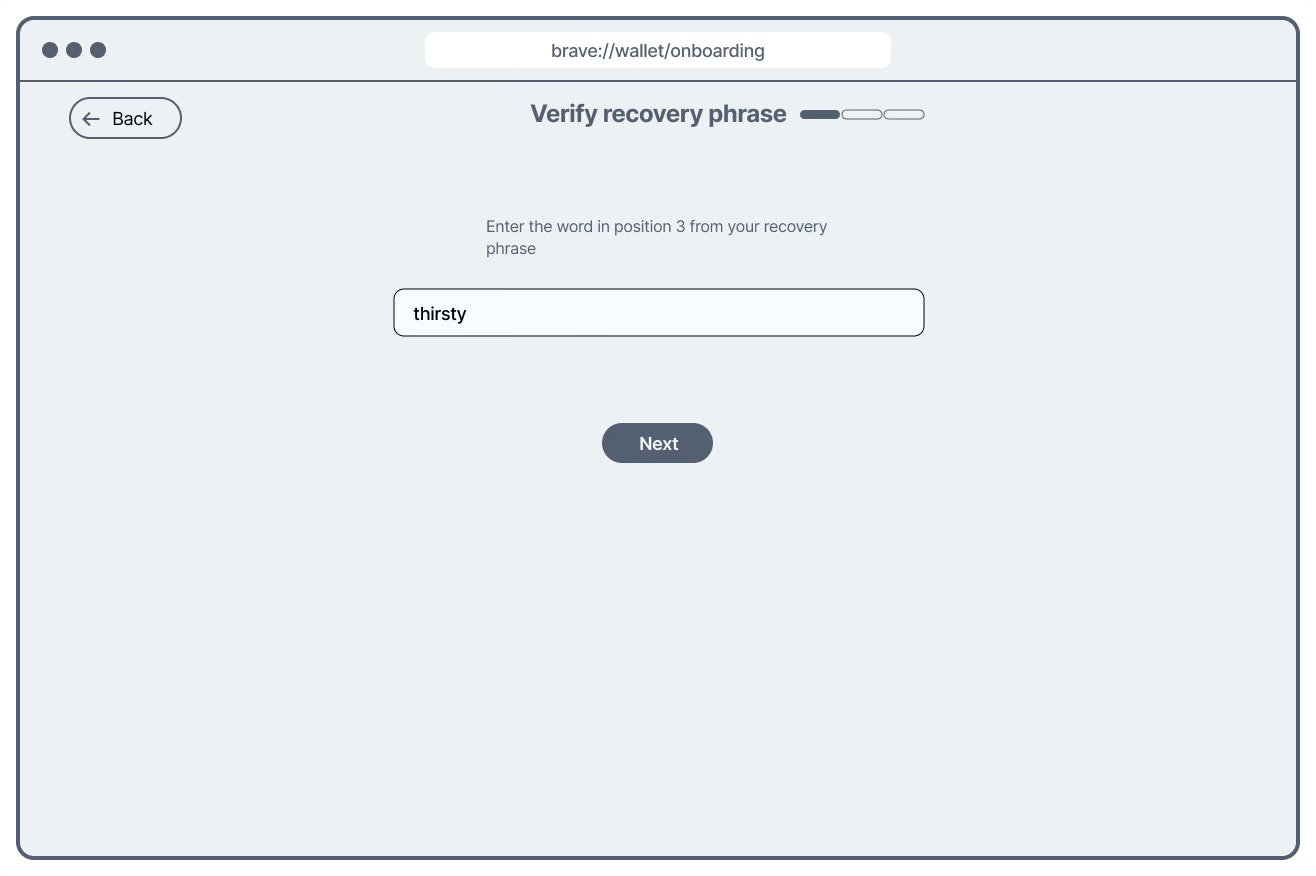 brave://wallet/onboarding
Back
Verify recovery phrase
Enter the word in position 3 from your recovery
phrase
thirsty
Next